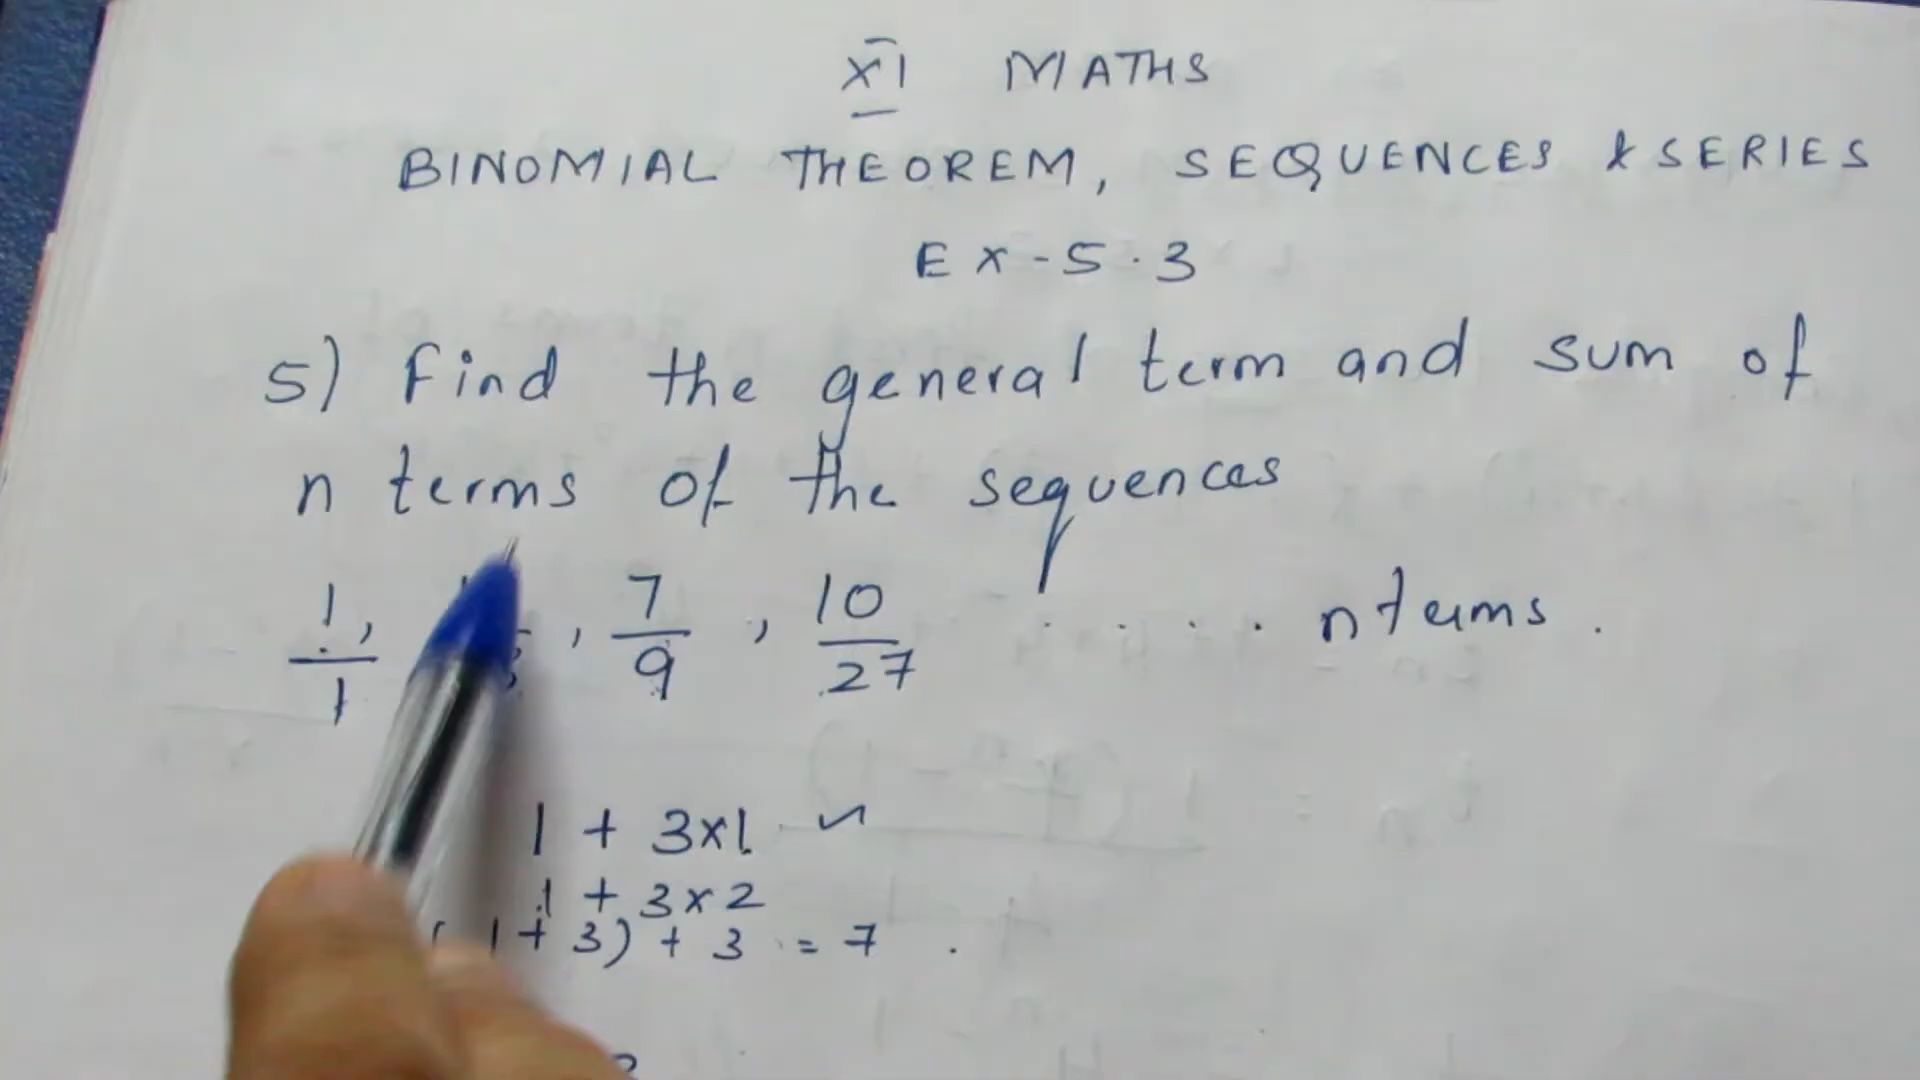 XI MATHS
BINOMIAL THEOREM, SEQUENCES & SERIES
EX-5.3
5) Find the general term and sum of
n terms of the sequences
1/1, 7/9, 10/27 .... n terms.
1 + 3x1
1 + 3x2
(1+3) + 3 = 7.